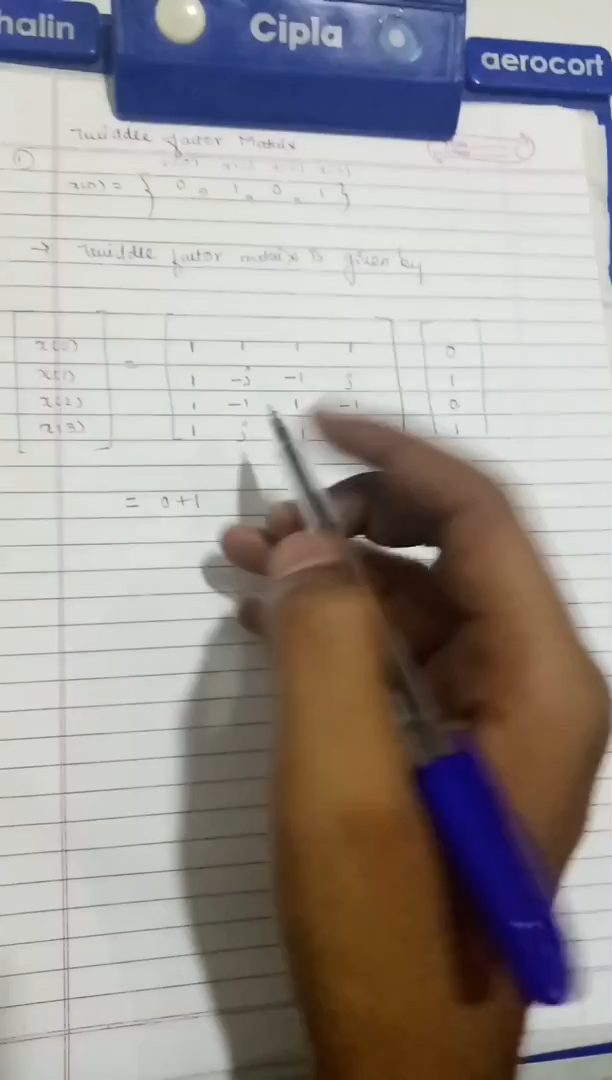 halin
Cipla
aerocort
Twiddle factor Matrix
1
x(n) = { 0, 1, 0, 1 }
→ Twiddle factor matrix is given by
x(0) = 1 1 1 1 0
x(1) 1 -j -1 j 1
x(2) 1 -1 1 -1 0
x(3) 1 j 1
= 0+1